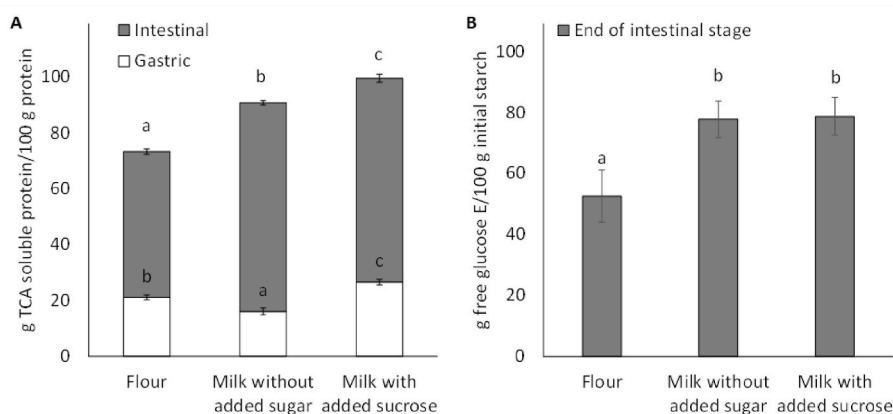 A
Intestinal
Gastric
g TCA soluble protein/100 g protein
100
80
60
40
20
0
a
b
c
b
a
c
Flour
Milk without
added sugar
Milk with
added sucrose
B
End of intestinal stage
g free glucose E/100 g initial starch
100
80
60
40
20
0
a
b
b
Flour
Milk without
added sugar
Milk with
added sucrose